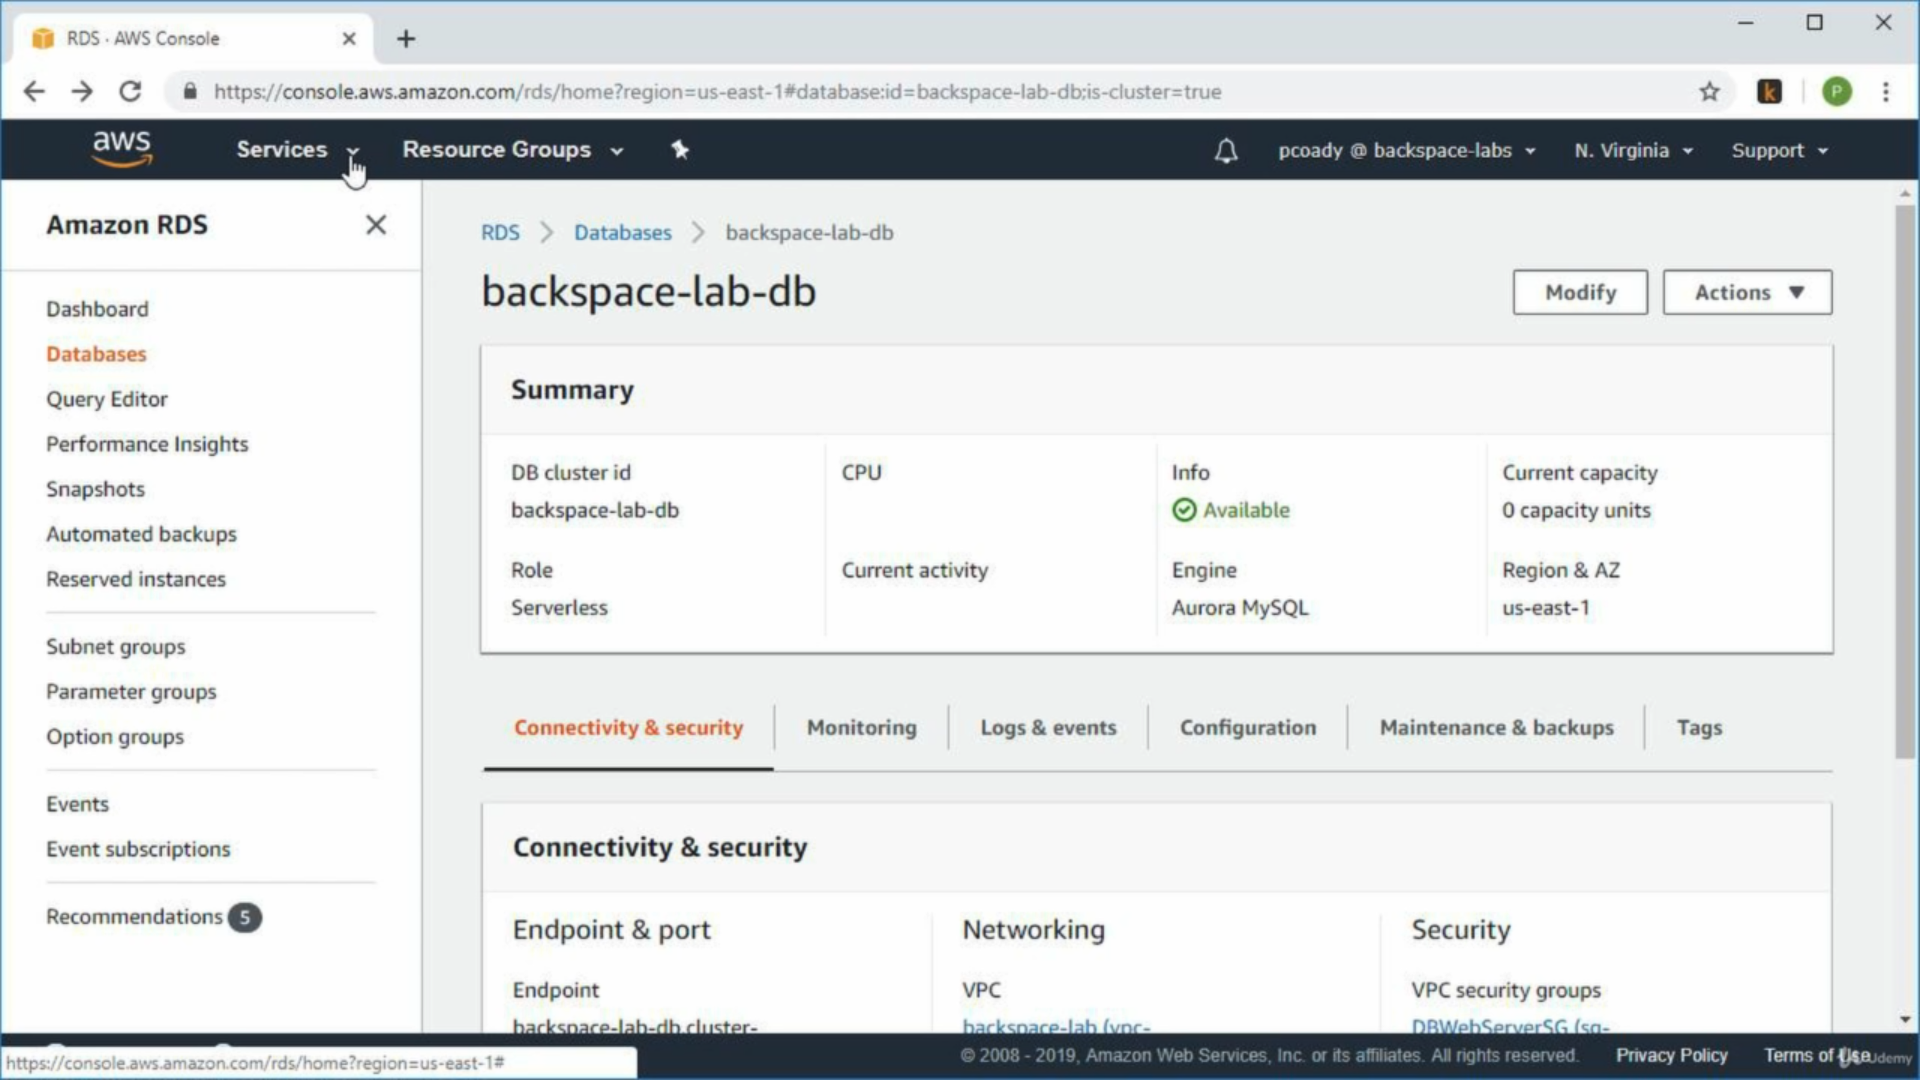 RDS · AWS Console
https://console.aws.amazon.com/rds/home?region=us-east-1#database:id=backspace-lab-db;is-cluster=true
k
P
aws
Services
Resource Groups
pcoady @ backspace-labs
N. Virginia
Support
Amazon RDS
Dashboard
Databases
Query Editor
Performance Insights
Snapshots
Automated backups
Reserved instances
Subnet groups
Parameter groups
Option groups
Events
Event subscriptions
Recommendations 5
RDS > Databases > backspace-lab-db
backspace-lab-db
Modify
Actions
Summary
DB cluster id
backspace-lab-db
CPU
Info
Available
Current capacity
0 capacity units
Role
Serverless
Current activity
Engine
Aurora MySQL
Region & AZ
us-east-1
Connectivity & security
Monitoring
Logs & events
Configuration
Maintenance & backups
Tags
Connectivity & security
Endpoint & port
Endpoint
backspace-lab-db.cluster-
Networking
VPC
backspace-lab (vpc-
Security
VPC security groups
DBWebServerSG (sg-
https://console.aws.amazon.com/rds/home?region=us-east-1#
© 2008 - 2019, Amazon Web Services, Inc. or its affiliates. All rights reserved.
Privacy Policy
Terms of Use
Udemy